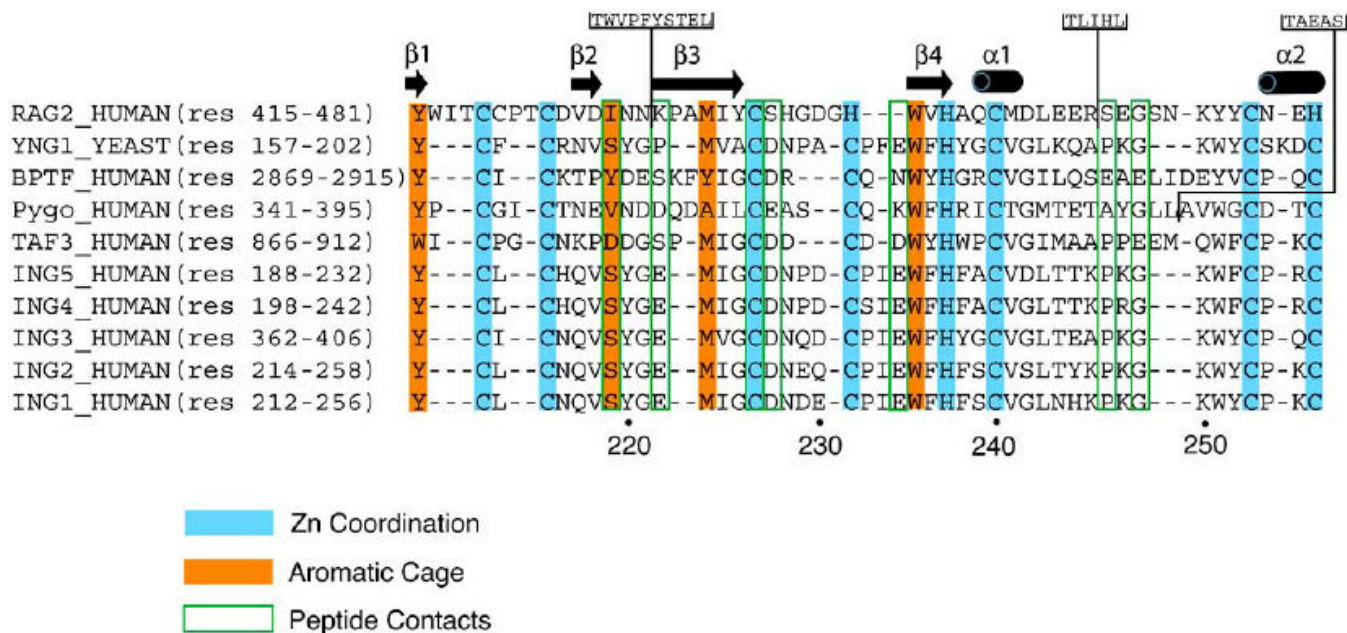 TWVPFYSTEL TLIHL TAEAS
β1 β2 β3 β4 α1 α2
RAG2_HUMAN(res 415-481) YWITCCPTCDVDINNKPAMIYCSHGDGH--WVHAQCMDLEERSEGSN-KYYCN-EH
YNG1_YEAST(res 157-202) Y---CF--CRNVSYGP--MVACDNPA-CPFEWFHYGCVGLKQAPKG---KWYCSKDC
BPTF_HUMAN(res 2869-2915) Y---CI--CKTPYDESKFYIGCDR---CQ-NWYHGRCVGILQSEAELIDEYVCP-QC
Pygo_HUMAN(res 341-395) YP--CGI-CTNEVNDDQDAILCEAS--CQ-KWFHRICTGMTETAYGLLAVWGCD-TC
TAF3_HUMAN(res 866-912) WI--CPG-CNKPDDGSP-MIGCDD---CD-DWYHWPCVGIMAAPPEEM-QWFCP-KC
ING5_HUMAN(res 188-232) Y---CL--CHQVSYGE--MIGCDNPD-CPIEWFHFACVDLTTKPKG---KWFCP-RC
ING4_HUMAN(res 198-242) Y---CL--CHQVSYGE--MIGCDNPD-CSIEWFHFACVGLTTKPRG---KWFCP-RC
ING3_HUMAN(res 362-406) Y---CI--CNQVSYGE--MVGCDNQD-CPIEWFHYGCVGLTEAPKG---KWYCP-QC
ING2_HUMAN(res 214-258) Y---CL--CNQVSYGE--MIGCDNEQ-CPIEWFHFSCVSLTYKPKG---KWYCP-KC
ING1_HUMAN(res 212-256) Y---CL--CNQVSYGE--MIGCDNDE-CPIEWFHFSCVGLNHKPKG---KWYCP-KC
220 230 240 250
Zn Coordination
Aromatic Cage
Peptide Contacts